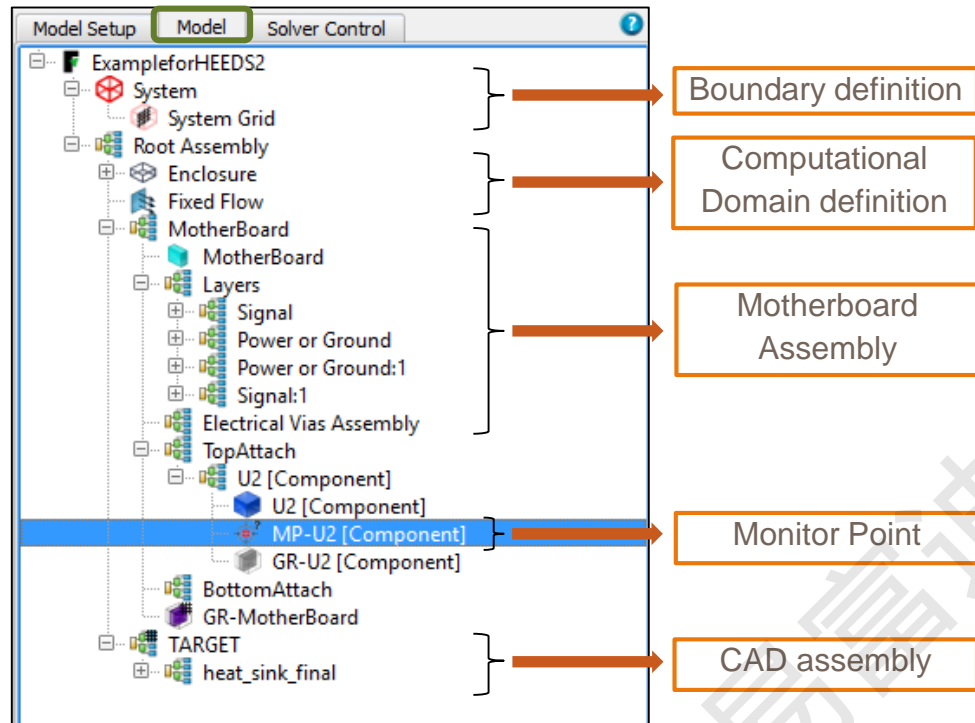 Model Setup
Model
Solver Control
?
ExampleforHEEDS2
System
System Grid
Root Assembly
Enclosure
Fixed Flow
MotherBoard
MotherBoard
Layers
Signal
Power or Ground
Power or Ground:1
Signal:1
Electrical Vias Assembly
TopAttach
U2 [Component]
U2 [Component]
MP-U2 [Component]
GR-U2 [Component]
BottomAttach
GR-MotherBoard
TARGET
heat_sink_final
Boundary definition
Computational
Domain definition
Motherboard
Assembly
Monitor Point
CAD assembly
易富迪